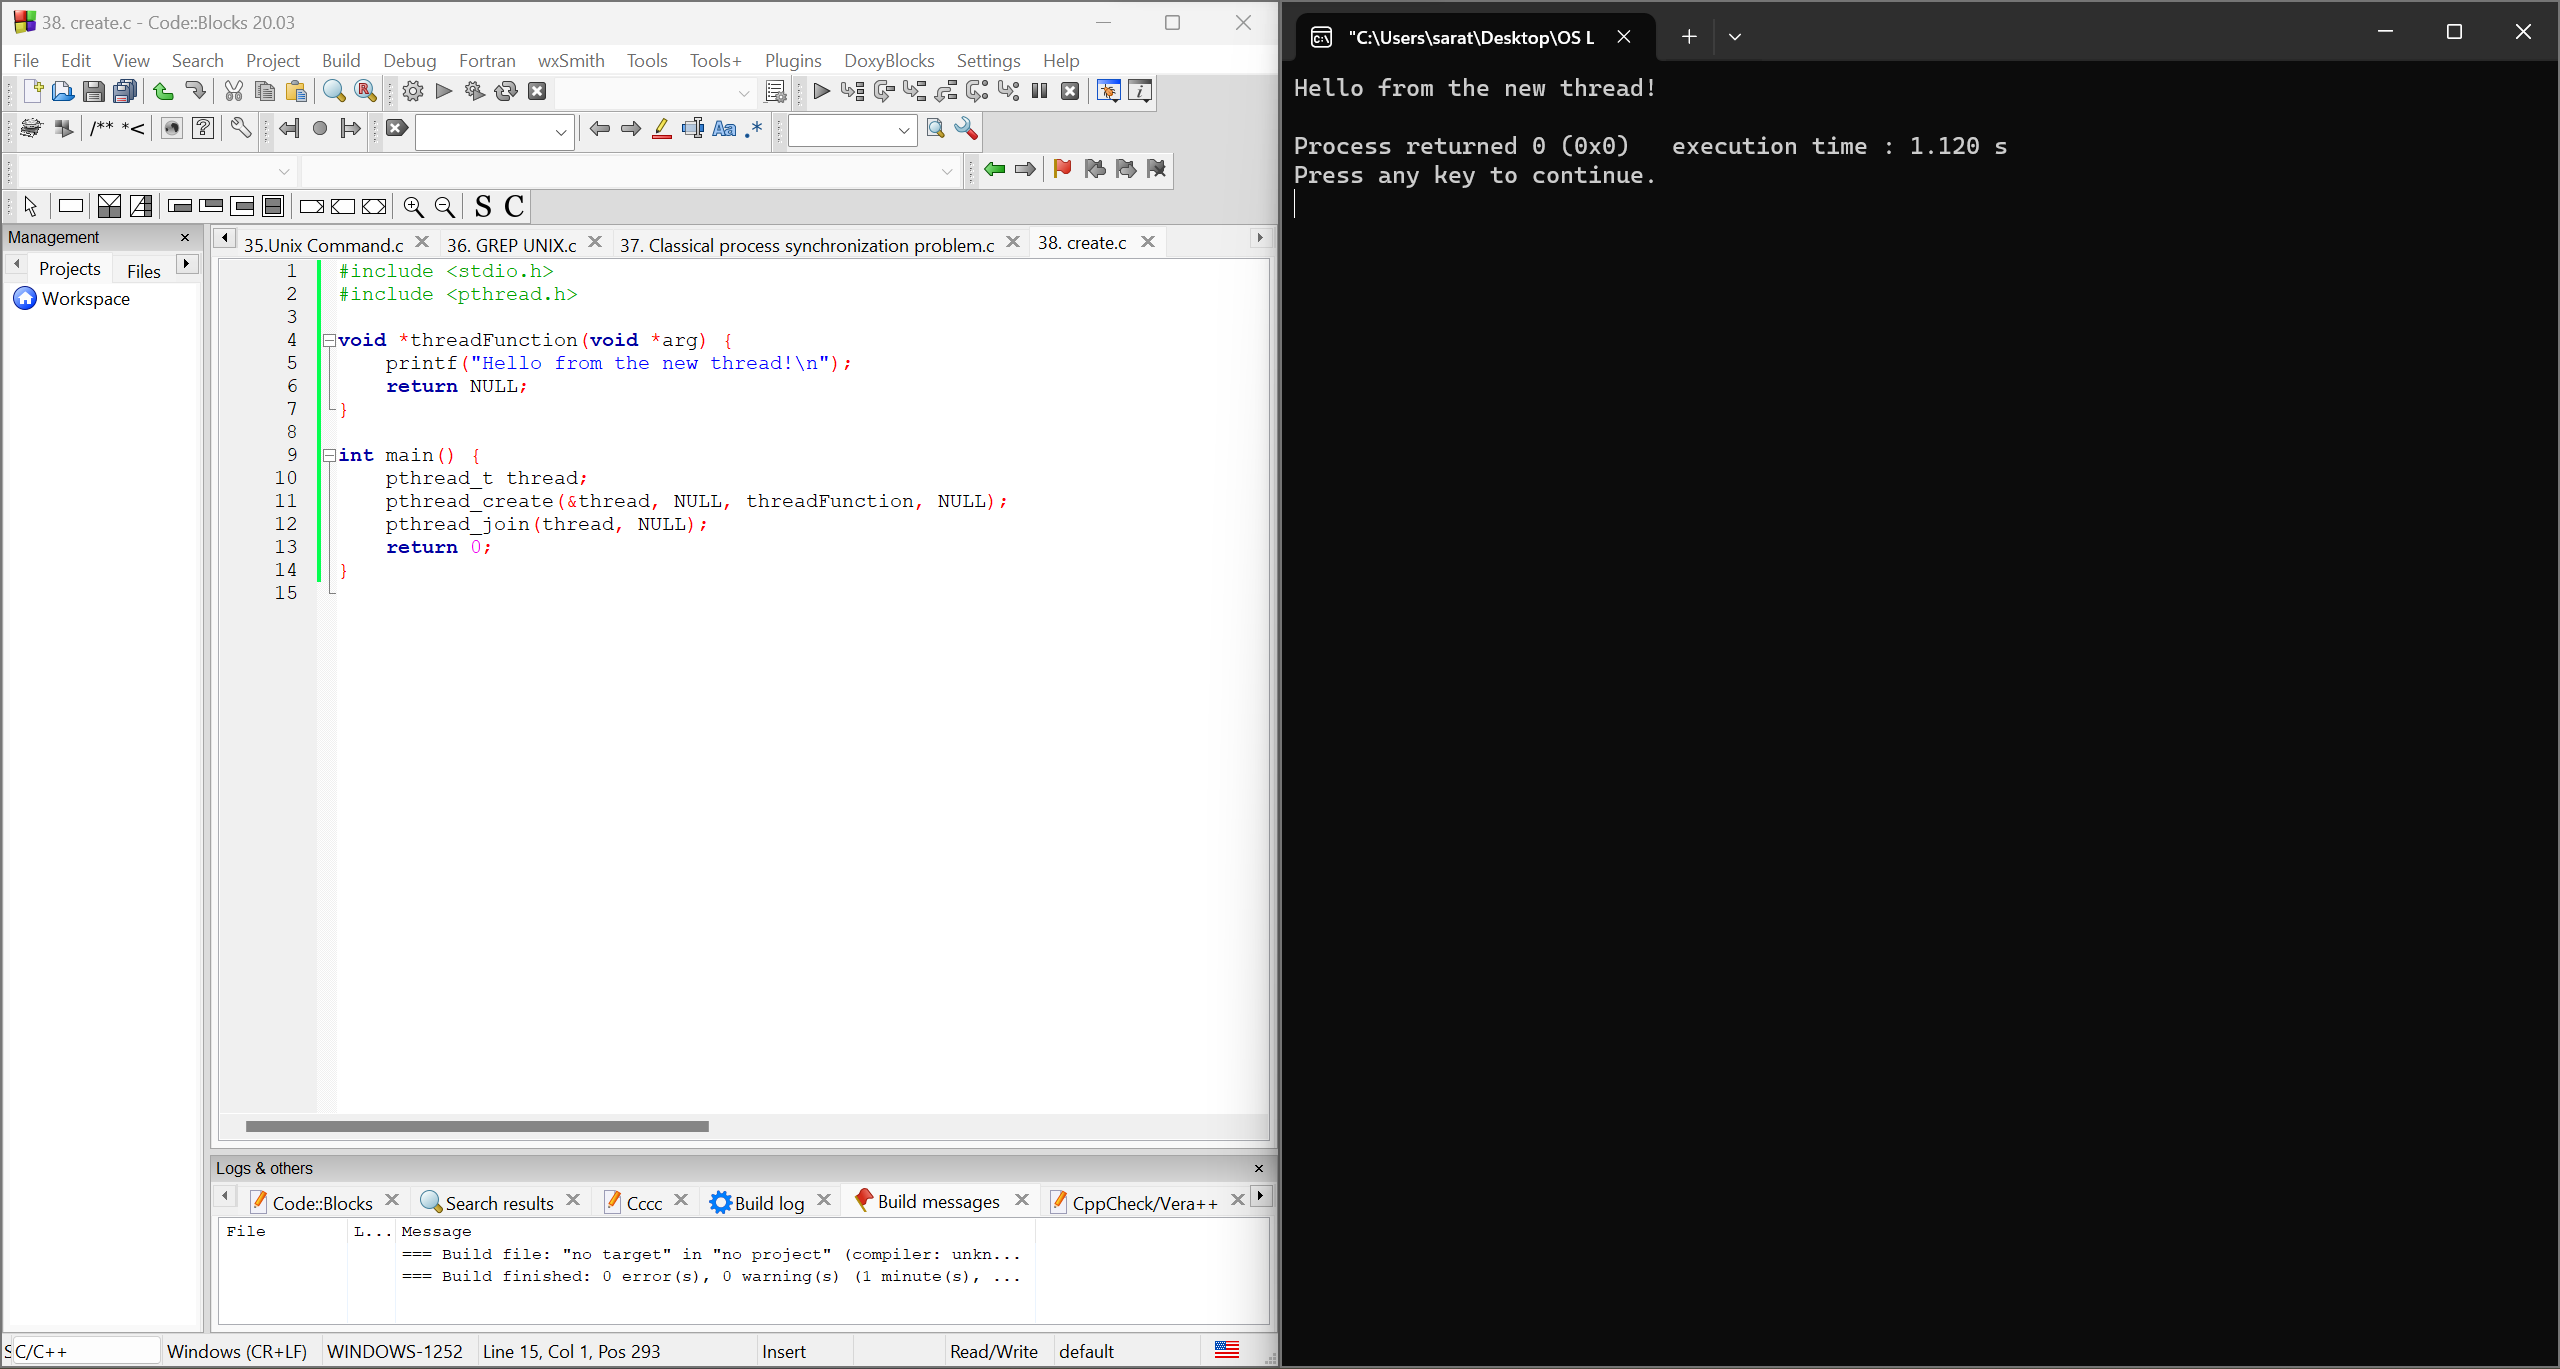 38. create.c - Code::Blocks 20.03
File Edit View Search Project Build Debug Fortran wxSmith Tools Tools+ Plugins DoxyBlocks Settings Help
/** *<
Aa .*
S C
Management
Projects Files
Workspace
35.Unix Command.c 36. GREP UNIX.c 37. Classical process synchronization problem.c 38. create.c
1 #include <stdio.h>
2 #include <pthread.h>
3
4 void *threadFunction(void *arg) {
5 printf("Hello from the new thread!\n");
6 return NULL;
7 }
8
9 int main() {
10 pthread_t thread;
11 pthread_create(&thread, NULL, threadFunction, NULL);
12 pthread_join(thread, NULL);
13 return 0;
14 }
15
Logs & others
Code::Blocks Search results Cccc Build log Build messages CppCheck/Vera++
File L... Message
=== Build file: "no target" in "no project" (compiler: unkn...
=== Build finished: 0 error(s), 0 warning(s) (1 minute(s), ...
C/C++ Windows (CR+LF) WINDOWS-1252 Line 15, Col 1, Pos 293 Insert Read/Write default
"C:\Users\sarat\Desktop\OS L
Hello from the new thread!
Process returned 0 (0x0) execution time : 1.120 s
Press any key to continue.